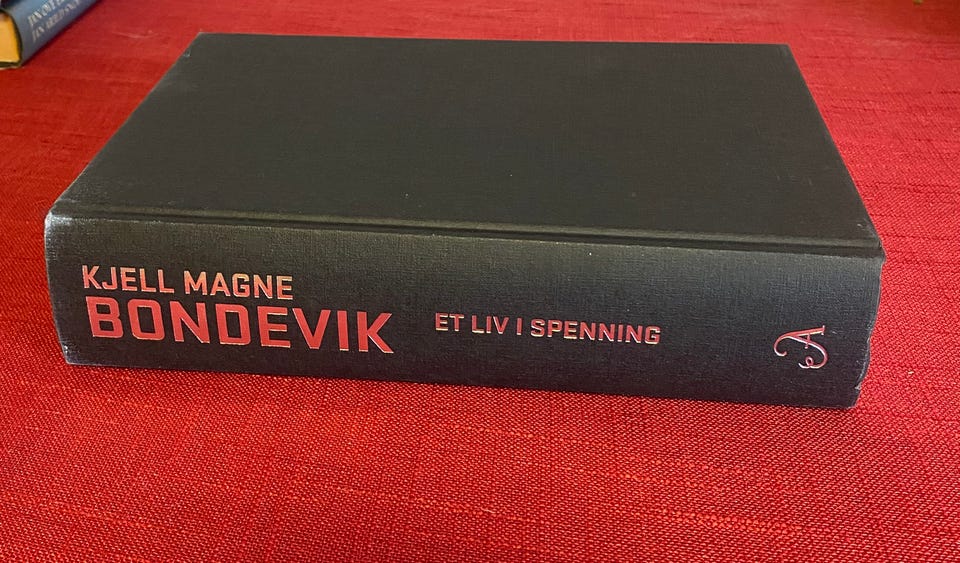 KJELL MAGNE
BONDEVIK
ET LIV I SPENNING
A